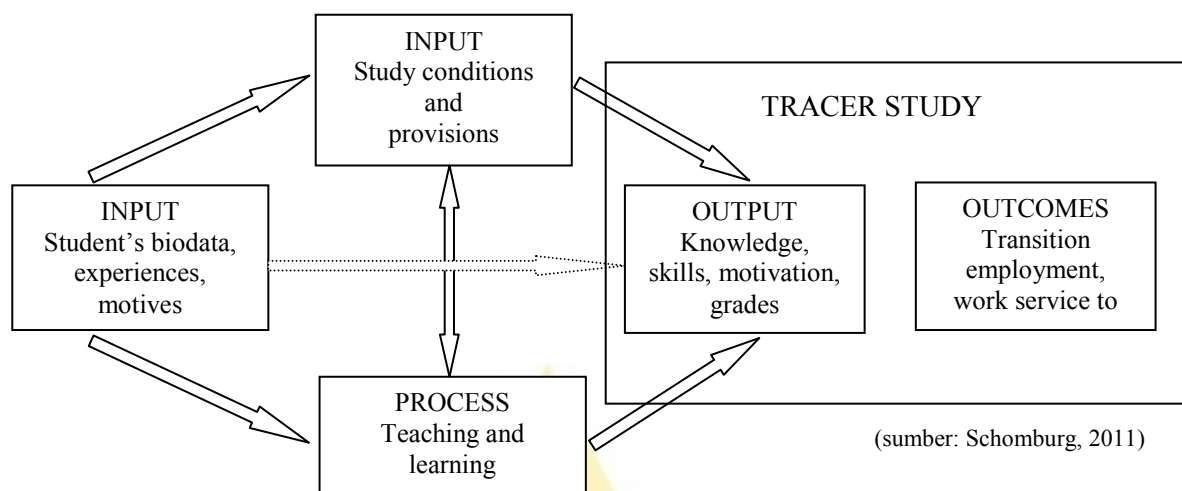 INPUT
Study conditions
and
provisions
TRACER STUDY
INPUT
Student’s biodata,
experiences,
motives
OUTPUT
Knowledge,
skills, motivation,
grades
OUTCOMES
Transition
employment,
work service to
PROCESS
Teaching and
learning
(sumber: Schomburg, 2011)